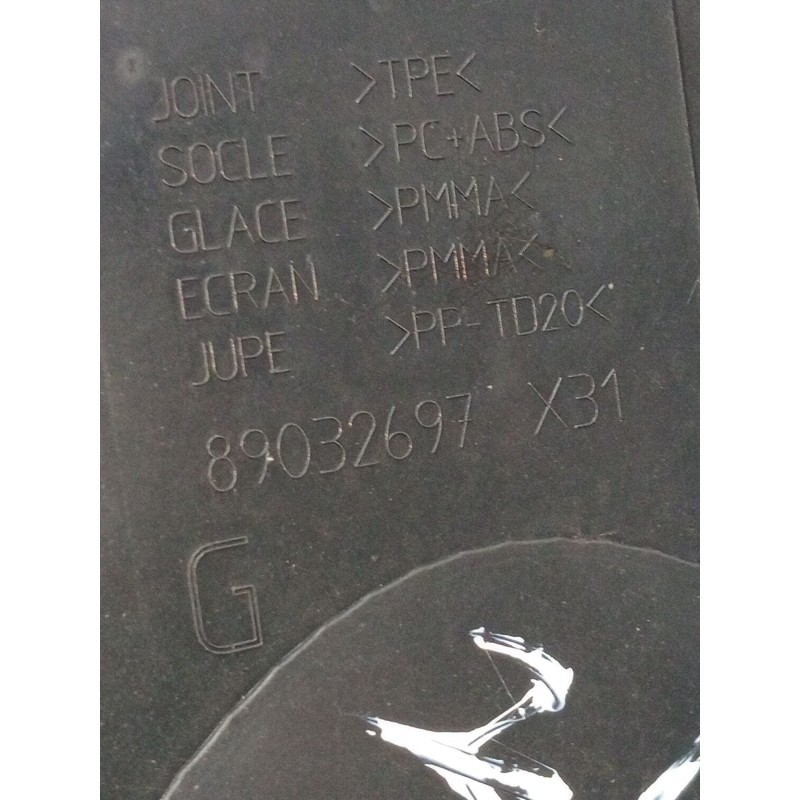 JOINT >TPE<
SOCLE >PC+ABS<
GLACE >PMMA<
ECRAN >PMMA<
JUPE >PP-TD20<
89032697 X31
G